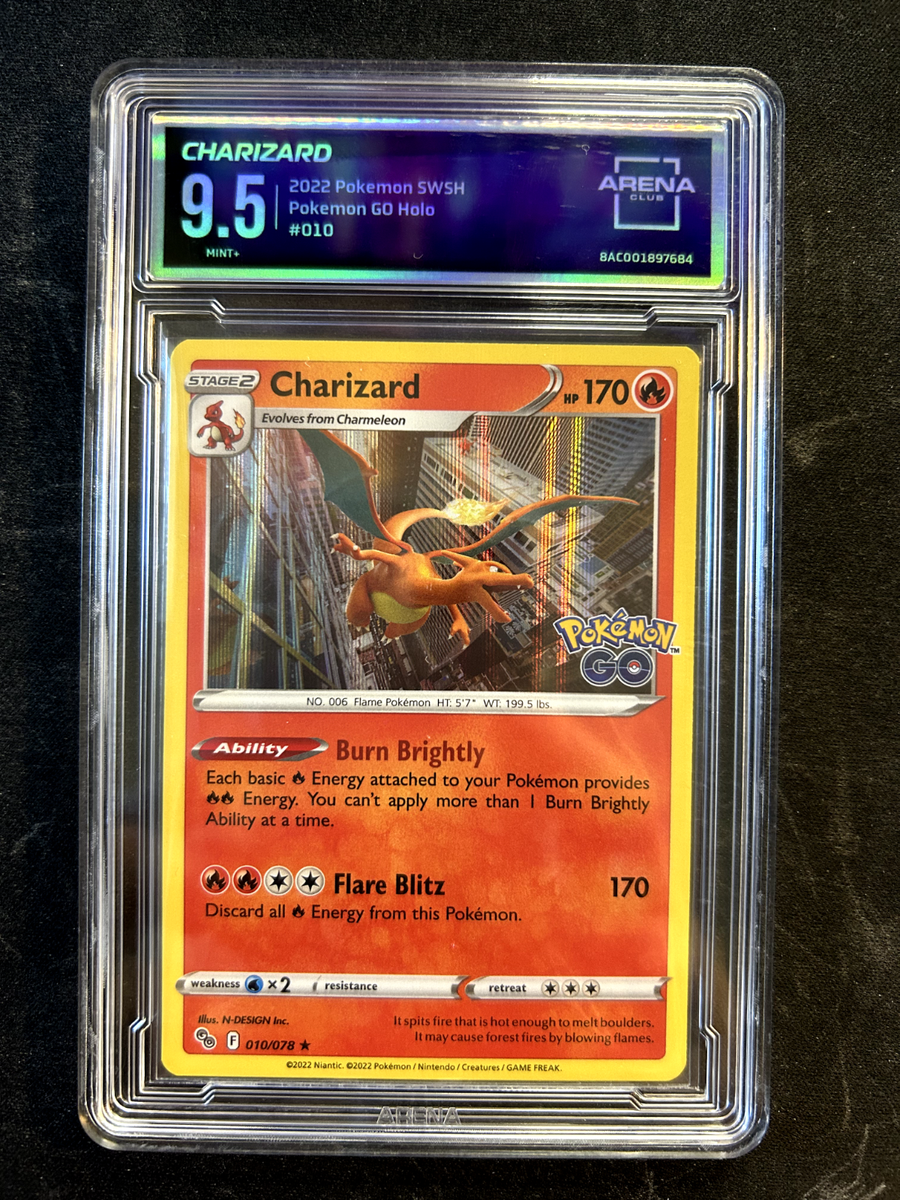 CHARIZARD
9.5
MINT+
2022 Pokemon SWSH
Pokemon GO Holo
#010
ARENA
CLUB
8AC001897684
STAGE2
Charizard
HP 170
Evolves from Charmeleon
POKéMON™
GO
NO. 006 Flame Pokémon HT: 5'7" WT: 199.5 lbs.
Ability Burn Brightly
Each basic Energy attached to your Pokémon provides
Energy. You can't apply more than 1 Burn Brightly
Ability at a time.
Flare Blitz 170
Discard all Energy from this Pokémon.
weakness ×2 resistance retreat
Illus. N-DESIGN Inc.
It spits fire that is hot enough to melt boulders.
It may cause forest fires by blowing flames.
GO F 010/078 ★
©2022 Niantic. ©2022 Pokémon / Nintendo / Creatures / GAME FREAK.
ARENA